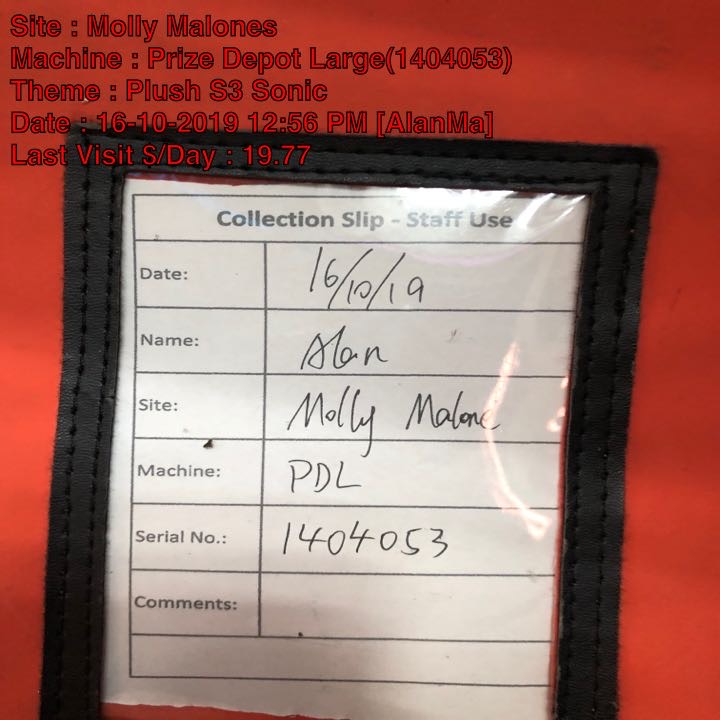 Site : Molly Malones
Machine : Prize Depot Large(1404053)
Theme : Plush S3 Sonic
Date : 16-10-2019 12:56 PM [AlanMa]
Last Visit $/Day : 19.77
Collection Slip - Staff Use
Date: 16/10/19
Name: Alan
Site: Molly Malone
Machine: PDL
Serial No.: 1404053
Comments: